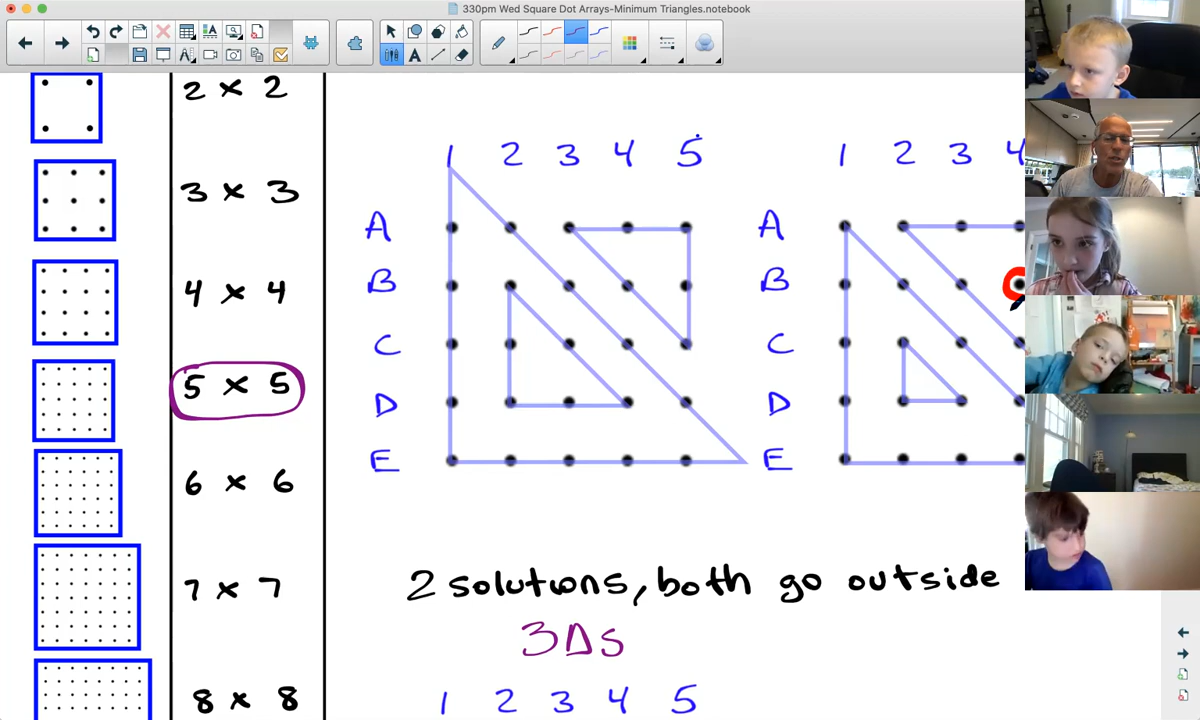 330pm Wed Square Dot Arrays-Minimum Triangles.notebook
2 × 2
3 × 3
4 × 4
5 × 5
6 × 6
7 × 7
8 × 8
1 2 3 4 5
A
B
C
D
E
1 2 3 4
A
B
C
D
E
2 solutions, both go outside
3Δs
1 2 3 4 5